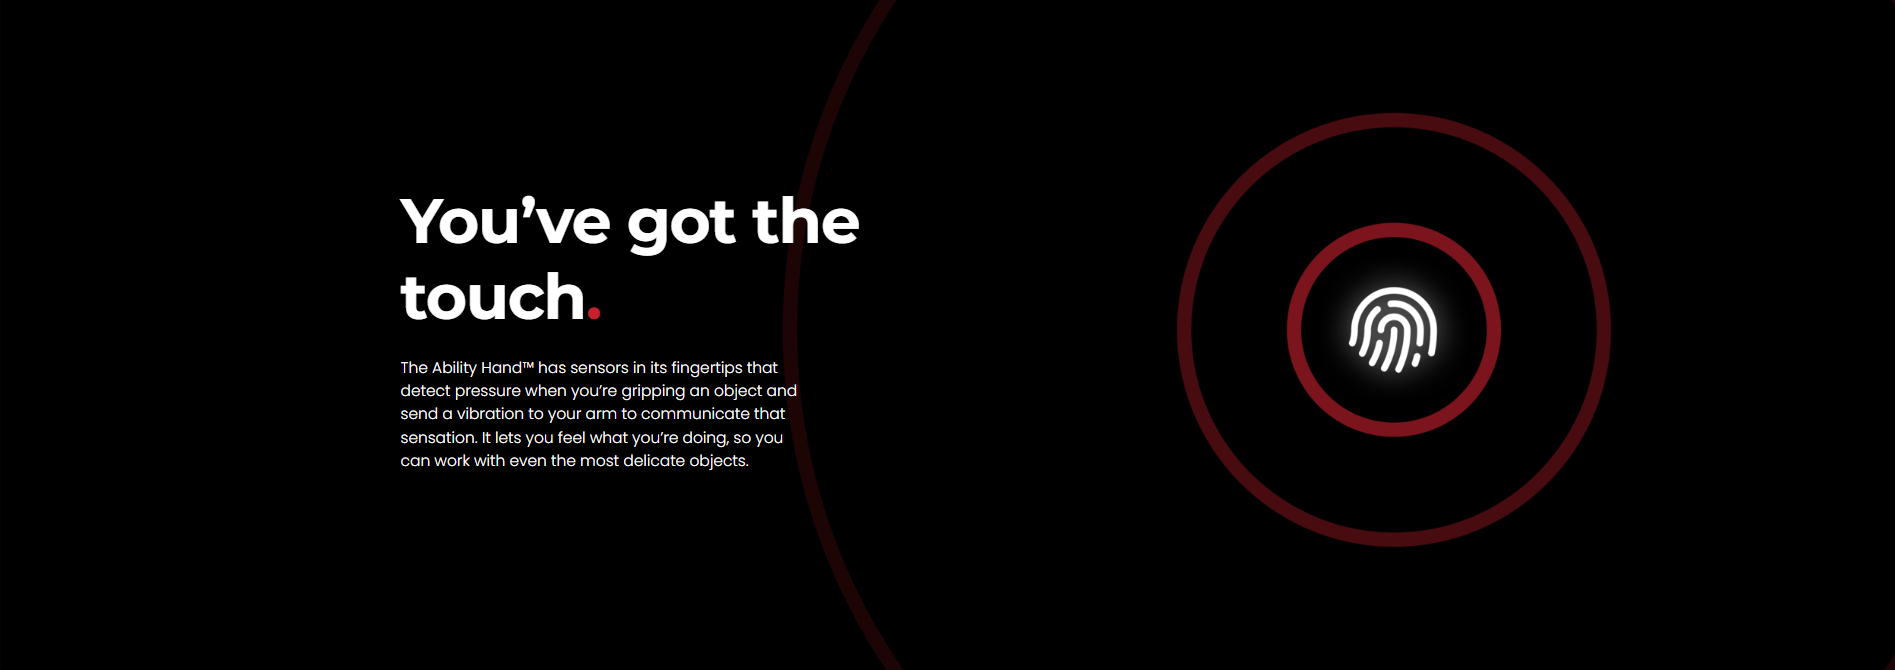 You’ve got the
touch.
The Ability Hand™ has sensors in its fingertips that
detect pressure when you’re gripping an object and
send a vibration to your arm to communicate that
sensation. It lets you feel what you’re doing, so you
can work with even the most delicate objects.